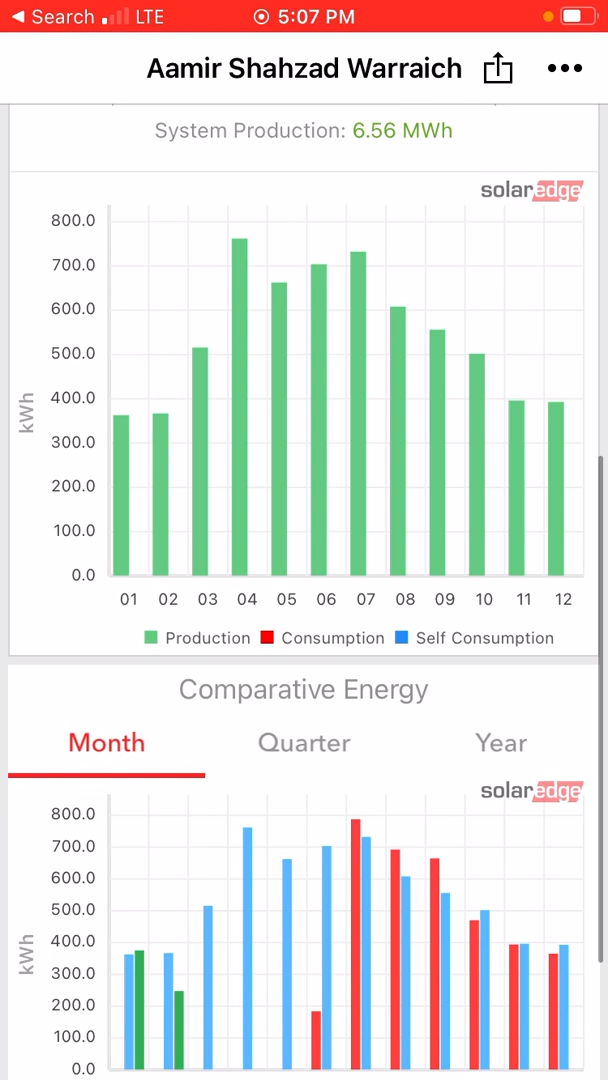 ◀ Search LTE 5:07 PM
Aamir Shahzad Warraich
System Production: 6.56 MWh
solaredge
800.0
700.0
600.0
500.0
400.0
300.0
200.0
100.0
0.0
kWh
01 02 03 04 05 06 07 08 09 10 11 12
Production Consumption Self Consumption
Comparative Energy
Month Quarter Year
solaredge
800.0
700.0
600.0
500.0
400.0
300.0
200.0
100.0
0.0
kWh